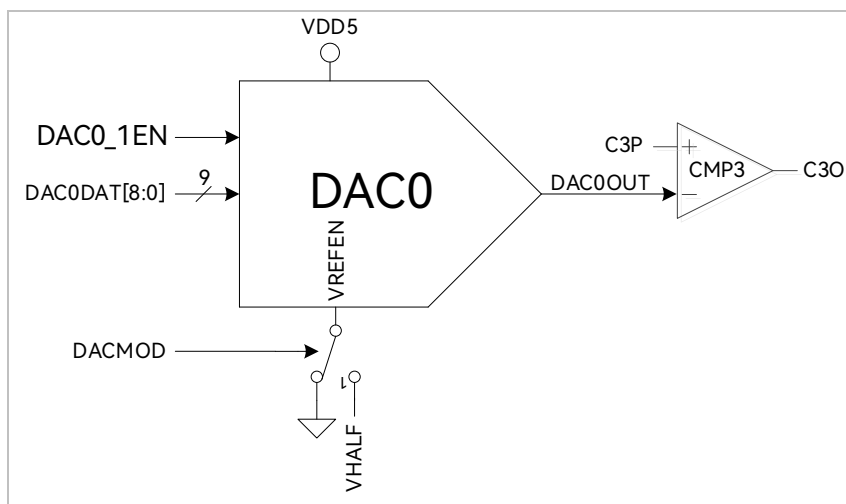 VDD5
DAC0_1EN
DAC0DAT[8:0]
9
DAC0
VREFEN
DAC0OUT
C3P
+
CMP3
−
C3O
DACMOD
1
VHALF